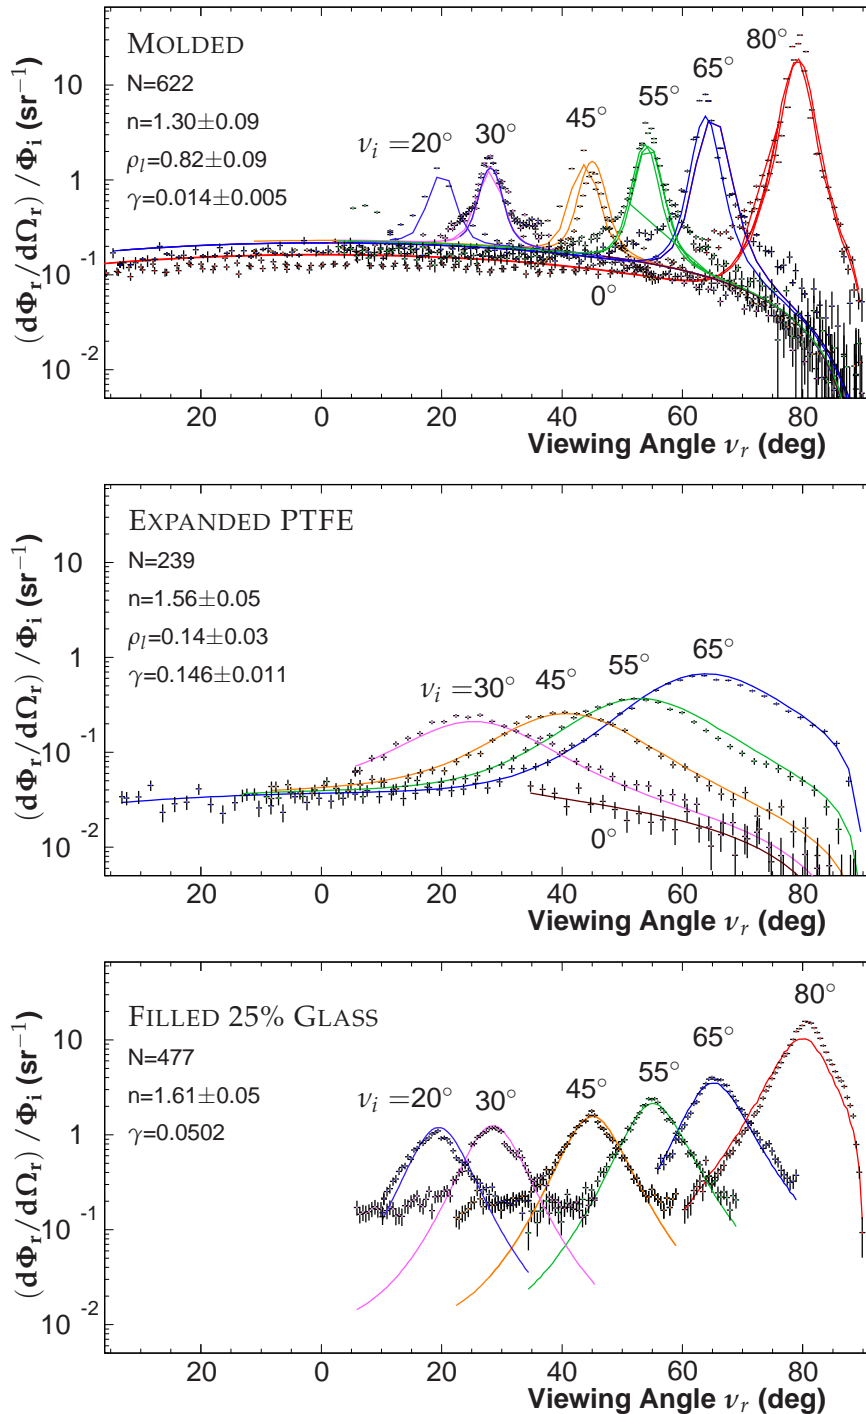 MOLDED
N=622
n=1.30±0.09
ρl=0.82±0.09
γ=0.014±0.005
νi =20° 30° 45° 55° 65° 80°
0°
10
1
10 -1
10 -2
(dΦr/dΩr) /Φi (sr−1)
20 0 20 40 60 80
Viewing Angle νr (deg)
EXPANDED PTFE
N=239
n=1.56±0.05
ρl=0.14±0.03
γ=0.146±0.011
νi =30° 45° 55° 65°
0°
10
1
10 -1
10 -2
(dΦr/dΩr) /Φi (sr−1)
20 0 20 40 60 80
Viewing Angle νr (deg)
FILLED 25% GLASS
N=477
n=1.61±0.05
γ=0.0502
νi =20° 30° 45° 55° 65° 80°
10
1
10 -1
10 -2
(dΦr/dΩr) /Φi (sr−1)
20 0 20 40 60 80
Viewing Angle νr (deg)